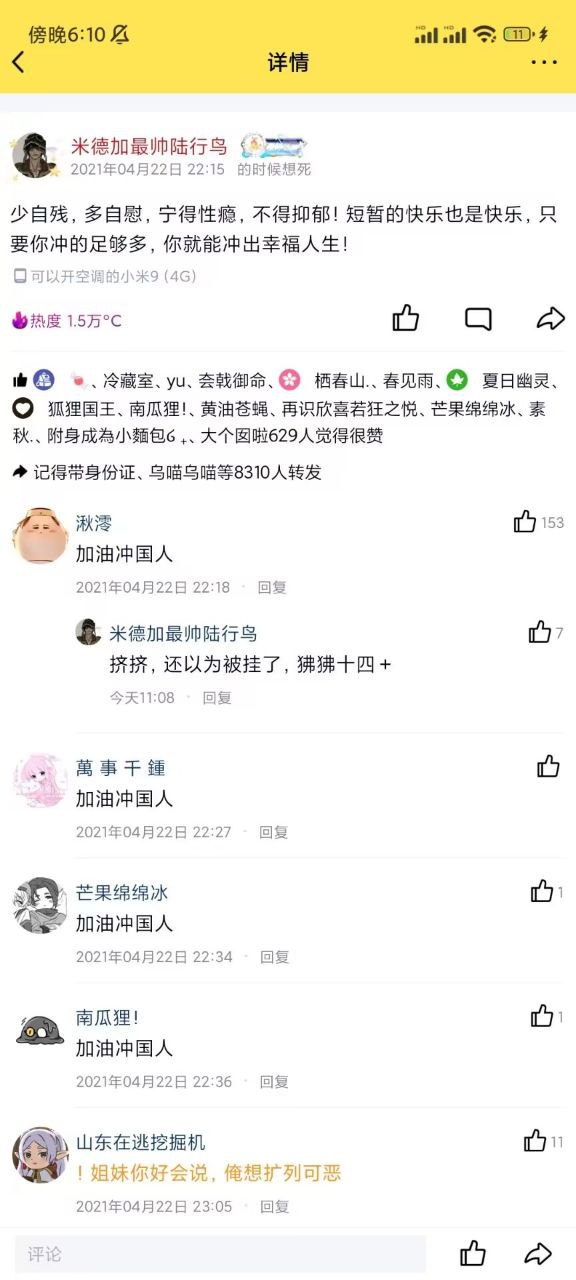 傍晚6:10
HD HD 11
详情
米德加最帅陆行鸟
2021年04月22日 22:15 的时候想死
少自残，多自慰，宁得性瘾，不得抑郁！短暂的快乐也是快乐，只
要你冲的足够多，你就能冲出幸福人生！
可以开空调的小米9 (4G)
热度 1.5万°C
、冷藏室、yu、枩戟御命、 栖春山.、春见雨、 夏日幽灵、
狐狸国王、南瓜狸!、黄油苍蝇、再识欣喜若狂之悦、芒果绵绵冰、素
秋.、附身成為小麵包6 ₊、大个囡啦629人觉得很赞
记得带身份证、乌喵乌喵等8310人转发
湫澪
153
加油冲国人
2021年04月22日 22:18 · 回复
米德加最帅陆行鸟
7
挤挤，还以为被挂了，狒狒十四＋
今天11:08 · 回复
萬 事 千 鍾
加油冲国人
2021年04月22日 22:27 · 回复
芒果绵绵冰
1
加油冲国人
2021年04月22日 22:34 · 回复
南瓜狸!
1
加油冲国人
2021年04月22日 22:36 · 回复
山东在逃挖掘机
11
！姐妹你好会说，俺想扩列可恶
2021年04月22日 23:05 · 回复
评论